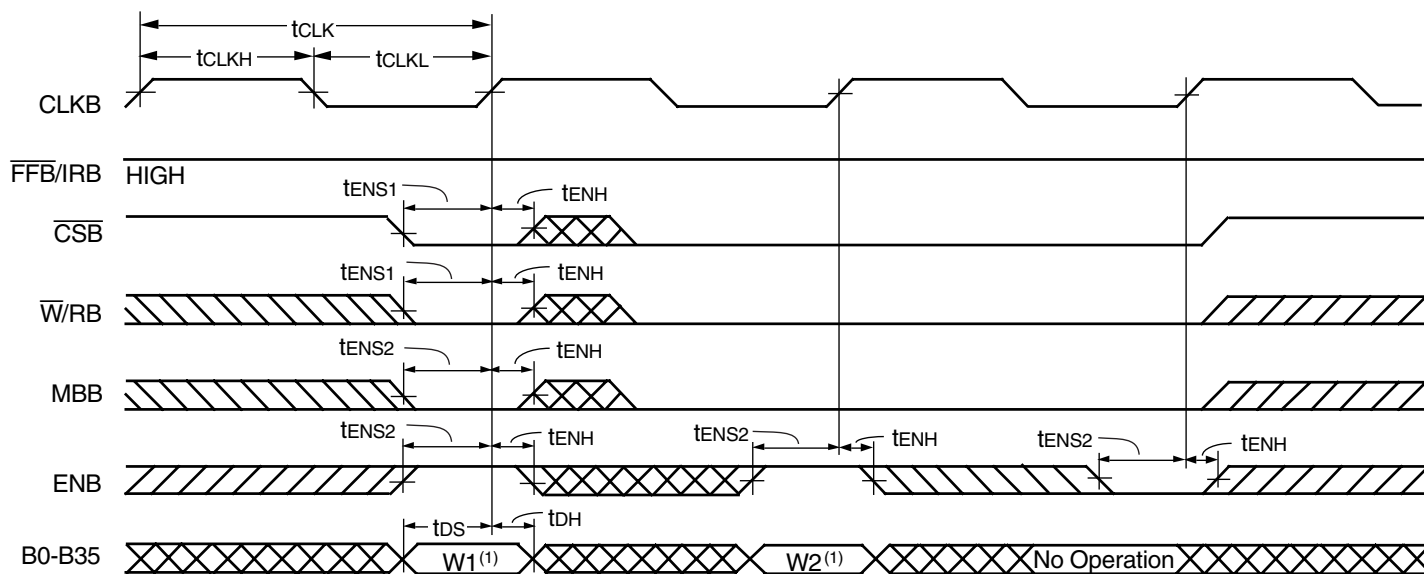 tCLK
tCLKH tCLKL
CLKB
FFB/IRB HIGH
tENS1 tENH
CSB
tENS1 tENH
W/RB
tENS2 tENH
MBB
tENS2 tENH tENS2 tENH tENS2 tENH
ENB
tDS tDH
B0-B35 W1(1) W2(1) No Operation